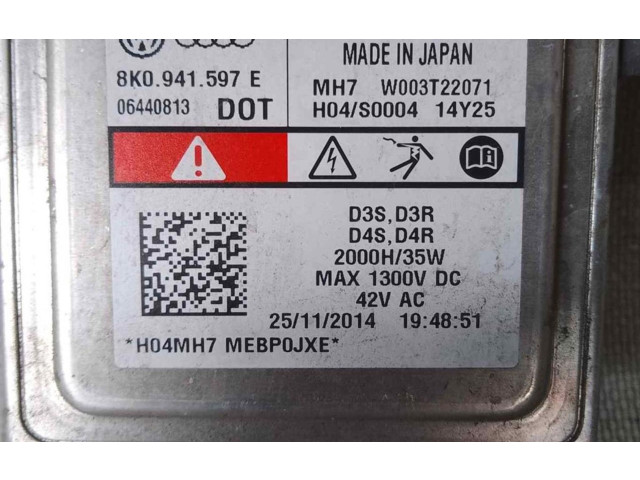 MADE IN JAPAN
8K0.941.597 E
MH7 W003T22071
06440813 DOT
H04/S0004 14Y25
D3S,D3R
D4S,D4R
2000H/35W
MAX 1300V DC
42V AC
25/11/2014 19:48:51
*H04MH7 MEBP0JXE*